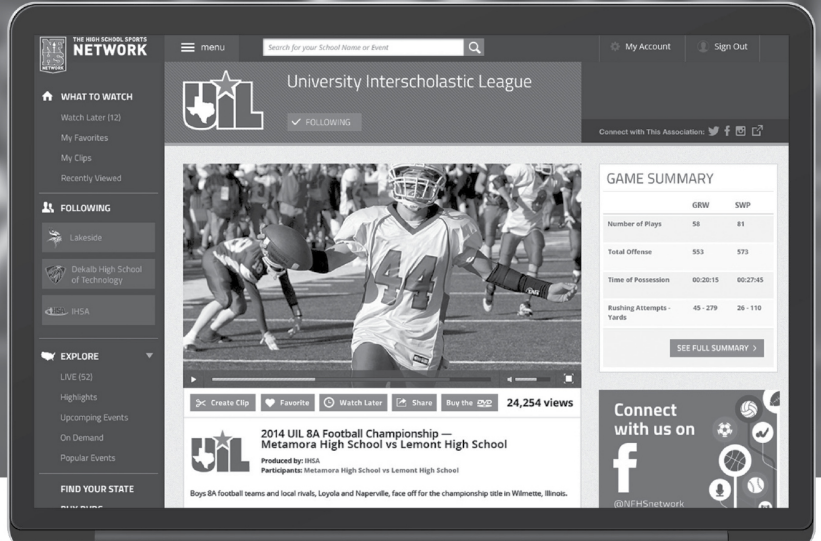 THE HIGH SCHOOL SPORTS
NETWORK
NETWORK
menu
Search for your School Name or Event
My Account
Sign Out
WHAT TO WATCH
Watch Later (12)
My Favorites
My Clips
Recently Viewed
FOLLOWING
Lakeside
Dekalb High School
of Technology
IHSA
EXPLORE
LIVE (52)
Highlights
Upcomping Events
On Demand
Popular Events
FIND YOUR STATE
UIL
University Interscholastic League
FOLLOWING
Connect with This Association:
44
Create Clip
Favorite
Watch Later
Share
Buy the DVD
24,254 views
UIL
2014 UIL 8A Football Championship —
Metamora High School vs Lemont High School
Produced by: IHSA
Participants: Metamora High School vs Lemont High School
Boys 8A football teams and local rivals, Loyola and Naperville, face off for the championship title in Wilmette, Illinois.
GAME SUMMARY
GRW SWP
Number of Plays 58 81
Total Offense 553 573
Time of Possession 00:20:15 00:27:45
Rushing Attempts - 45 - 279 26 - 110
Yards
SEE FULL SUMMARY >
Connect
with us on
f
@NFHSnetwork